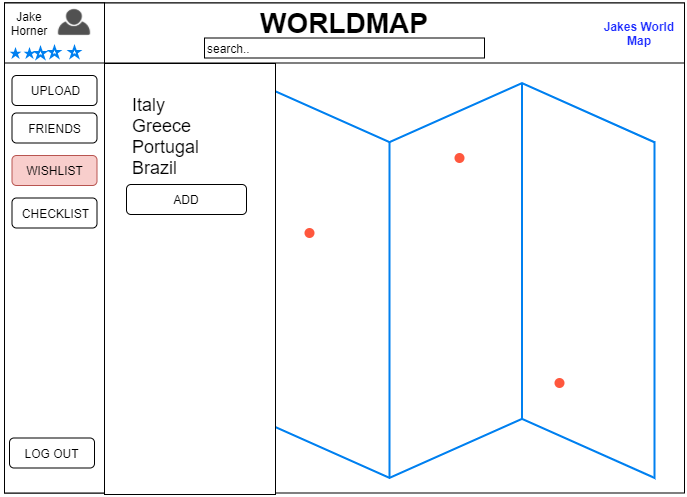 Jake
Horner
WORLDMAP
search..
Jakes World
Map
UPLOAD
FRIENDS
WISHLIST
CHECKLIST
LOG OUT
Italy
Greece
Portugal
Brazil
ADD